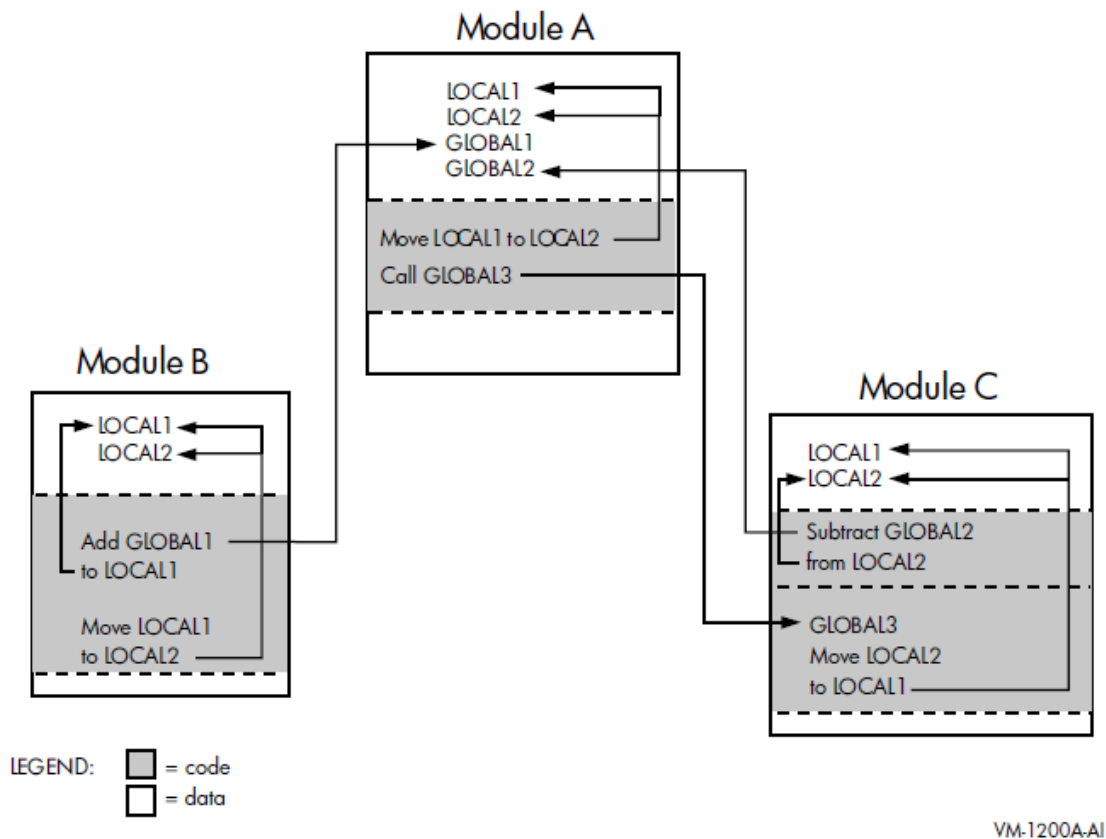 Module A
LOCAL1
LOCAL2
GLOBAL1
GLOBAL2
Move LOCAL1 to LOCAL2
Call GLOBAL3
Module B
LOCAL1
LOCAL2
Add GLOBAL1
to LOCAL1
Move LOCAL1
to LOCAL2
Module C
LOCAL1
LOCAL2
Subtract GLOBAL2
from LOCAL2
GLOBAL3
Move LOCAL2
to LOCAL1
LEGEND:
= code
= data
VM-1200A-AI